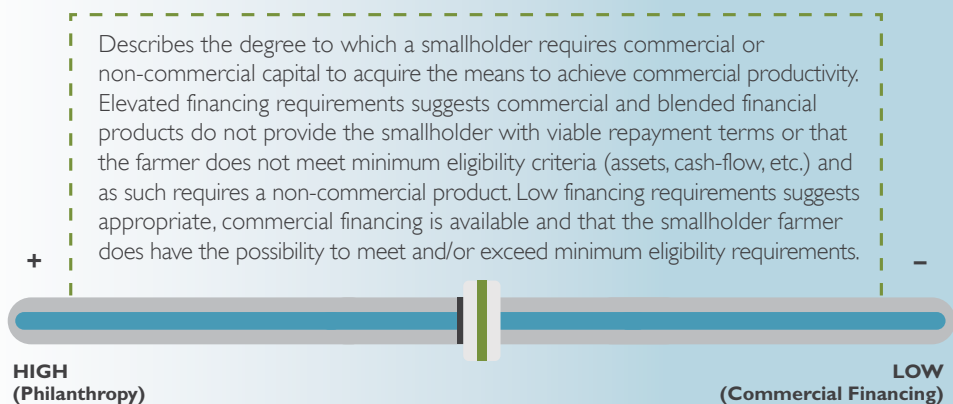 Describes the degree to which a smallholder requires commercial or
non-commercial capital to acquire the means to achieve commercial productivity.
Elevated financing requirements suggests commercial and blended financial
products do not provide the smallholder with viable repayment terms or that
the farmer does not meet minimum eligibility criteria (assets, cash-flow, etc.) and
as such requires a non-commercial product. Low financing requirements suggests
appropriate, commercial financing is available and that the smallholder farmer
does have the possibility to meet and/or exceed minimum eligibility requirements.
+ –
HIGH LOW
(Philanthropy) (Commercial Financing)